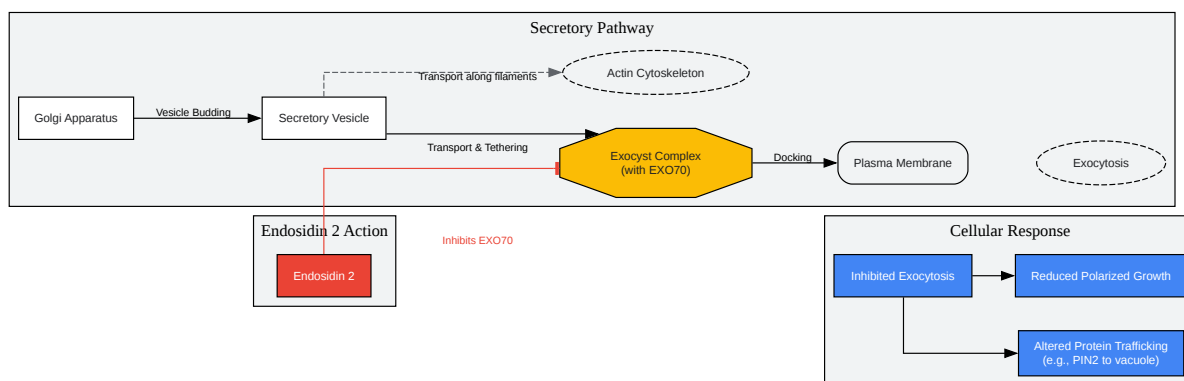 Secretory Pathway
Transport along filaments
Actin Cytoskeleton
Golgi Apparatus
Vesicle Budding
Secretory Vesicle
Transport & Tethering
Exocyst Complex
(with EXO70)
Docking
Plasma Membrane
Exocytosis
Endosidin 2 Action
Inhibits EXO70
Endosidin 2
Cellular Response
Inhibited Exocytosis
Reduced Polarized Growth
Altered Protein Trafficking
(e.g., PIN2 to vacuole)